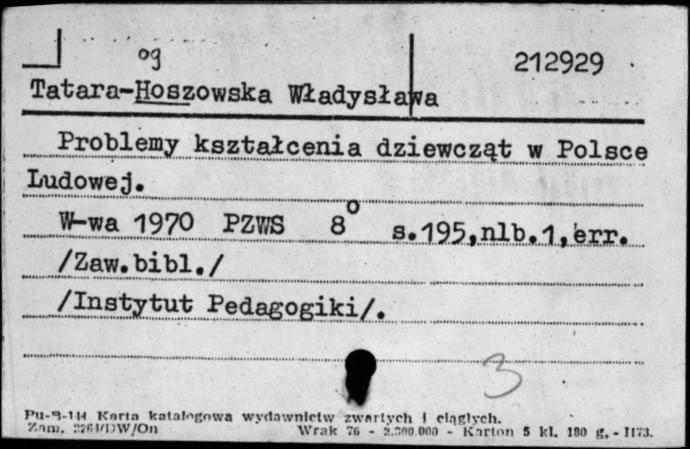 og
212929
Tatara-Hoszowska Władysława
Problemy kształcenia dziewcząt w Polsce
Ludowej.
W-wa 1970 PZWS 8° s.195,nlb.1,err.
/Zaw.bibl./
/Instytut Pedagogiki/.
3
Pu-B-144 Karta katalogowa wydawnictw zwartych i ciągłych.
Zam. 2764/DW/On Wrak 76 - 2.300.000 - Karton 5 kl. 180 g. - II73.